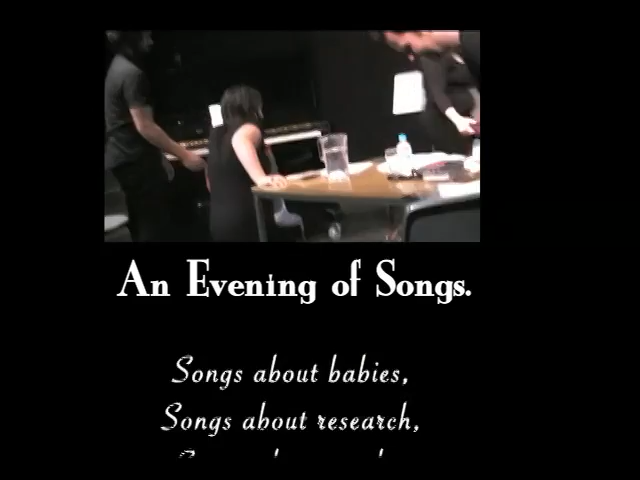 An Evening of Songs.
Songs about babies,
Songs about research,